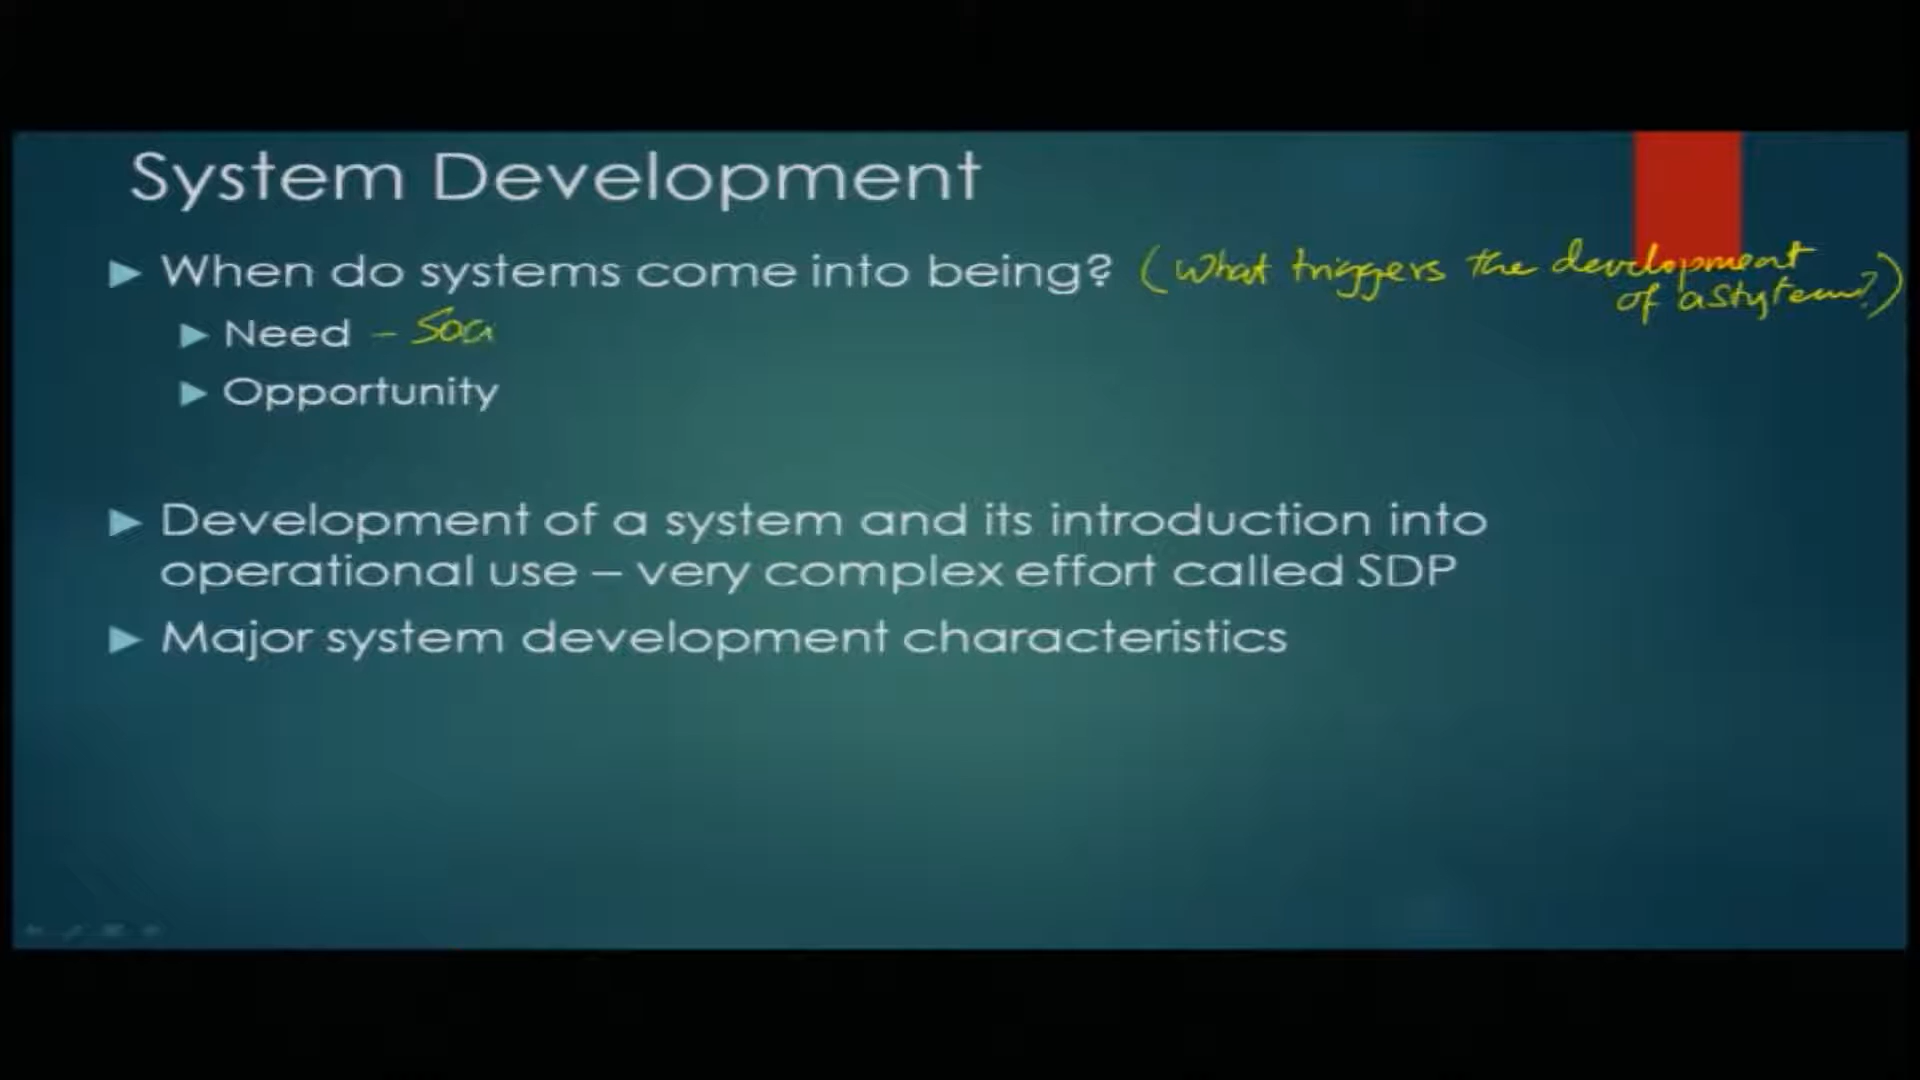 System Development
When do systems come into being? (What triggers the development
of a system?)
Need –
Opportunity
Development of a system and its introduction into
operational use – very complex effort called SDP
Major system development characteristics